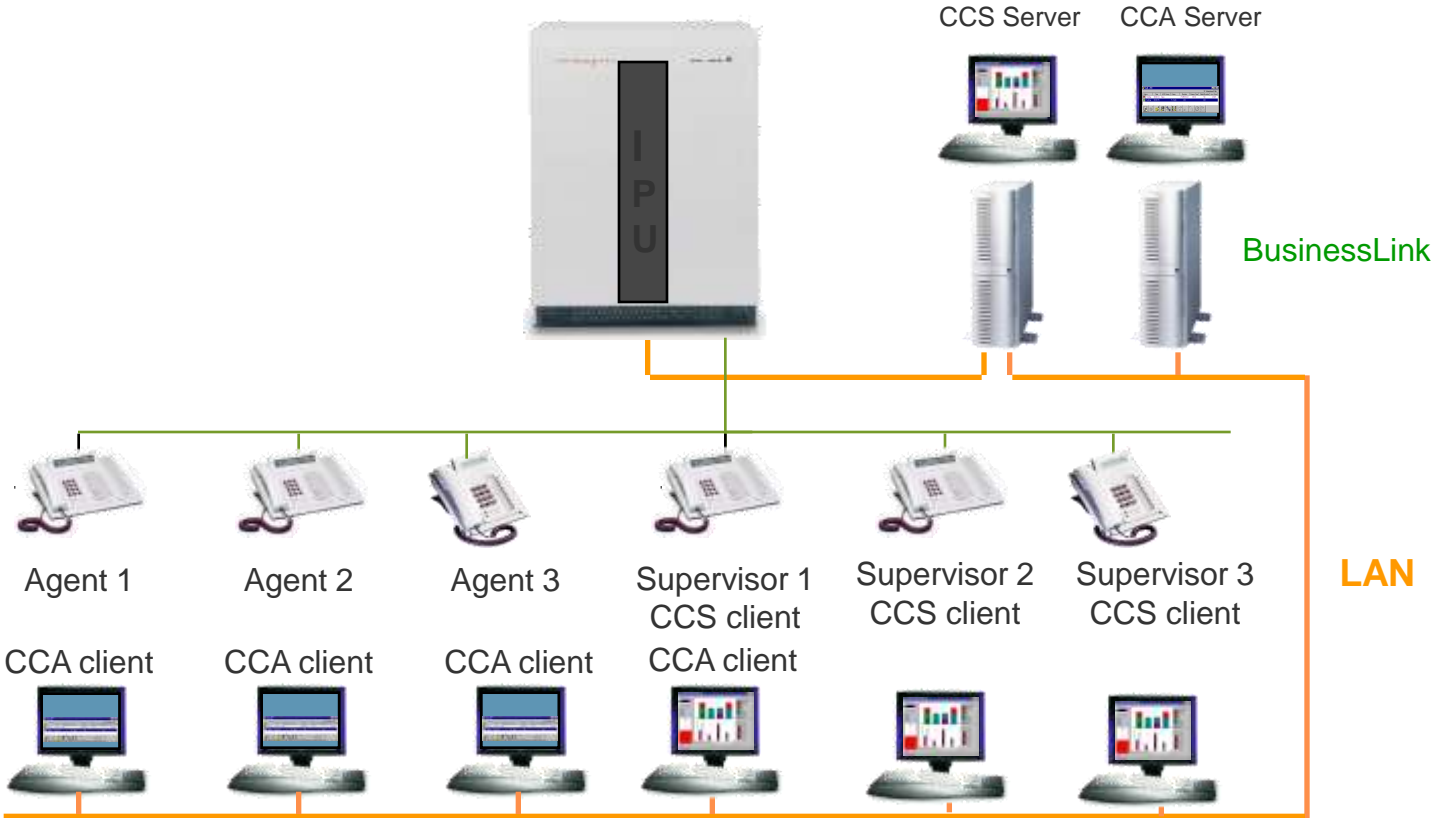 CCS Server
CCA Server
I
P
U
BusinessLink
Agent 1
Agent 2
Agent 3
Supervisor 1
CCS client
Supervisor 2
CCS client
Supervisor 3
CCS client
LAN
CCA client
CCA client
CCA client
CCA client